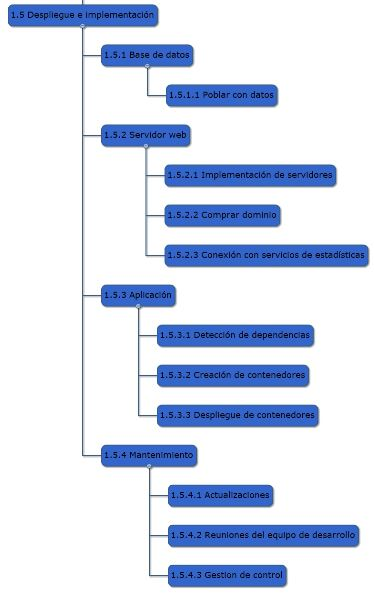 1.5 Despliegue e implementación
1.5.1 Base de datos
1.5.1.1 Poblar con datos
1.5.2 Servidor web
1.5.2.1 Implementación de servidores
1.5.2.2 Comprar dominio
1.5.2.3 Conexión con servicios de estadísticas
1.5.3 Aplicación
1.5.3.1 Detección de dependencias
1.5.3.2 Creación de contenedores
1.5.3.3 Despliegue de contenedores
1.5.4 Mantenimiento
1.5.4.1 Actualizaciones
1.5.4.2 Reuniones del equipo de desarrollo
1.5.4.3 Gestion de control